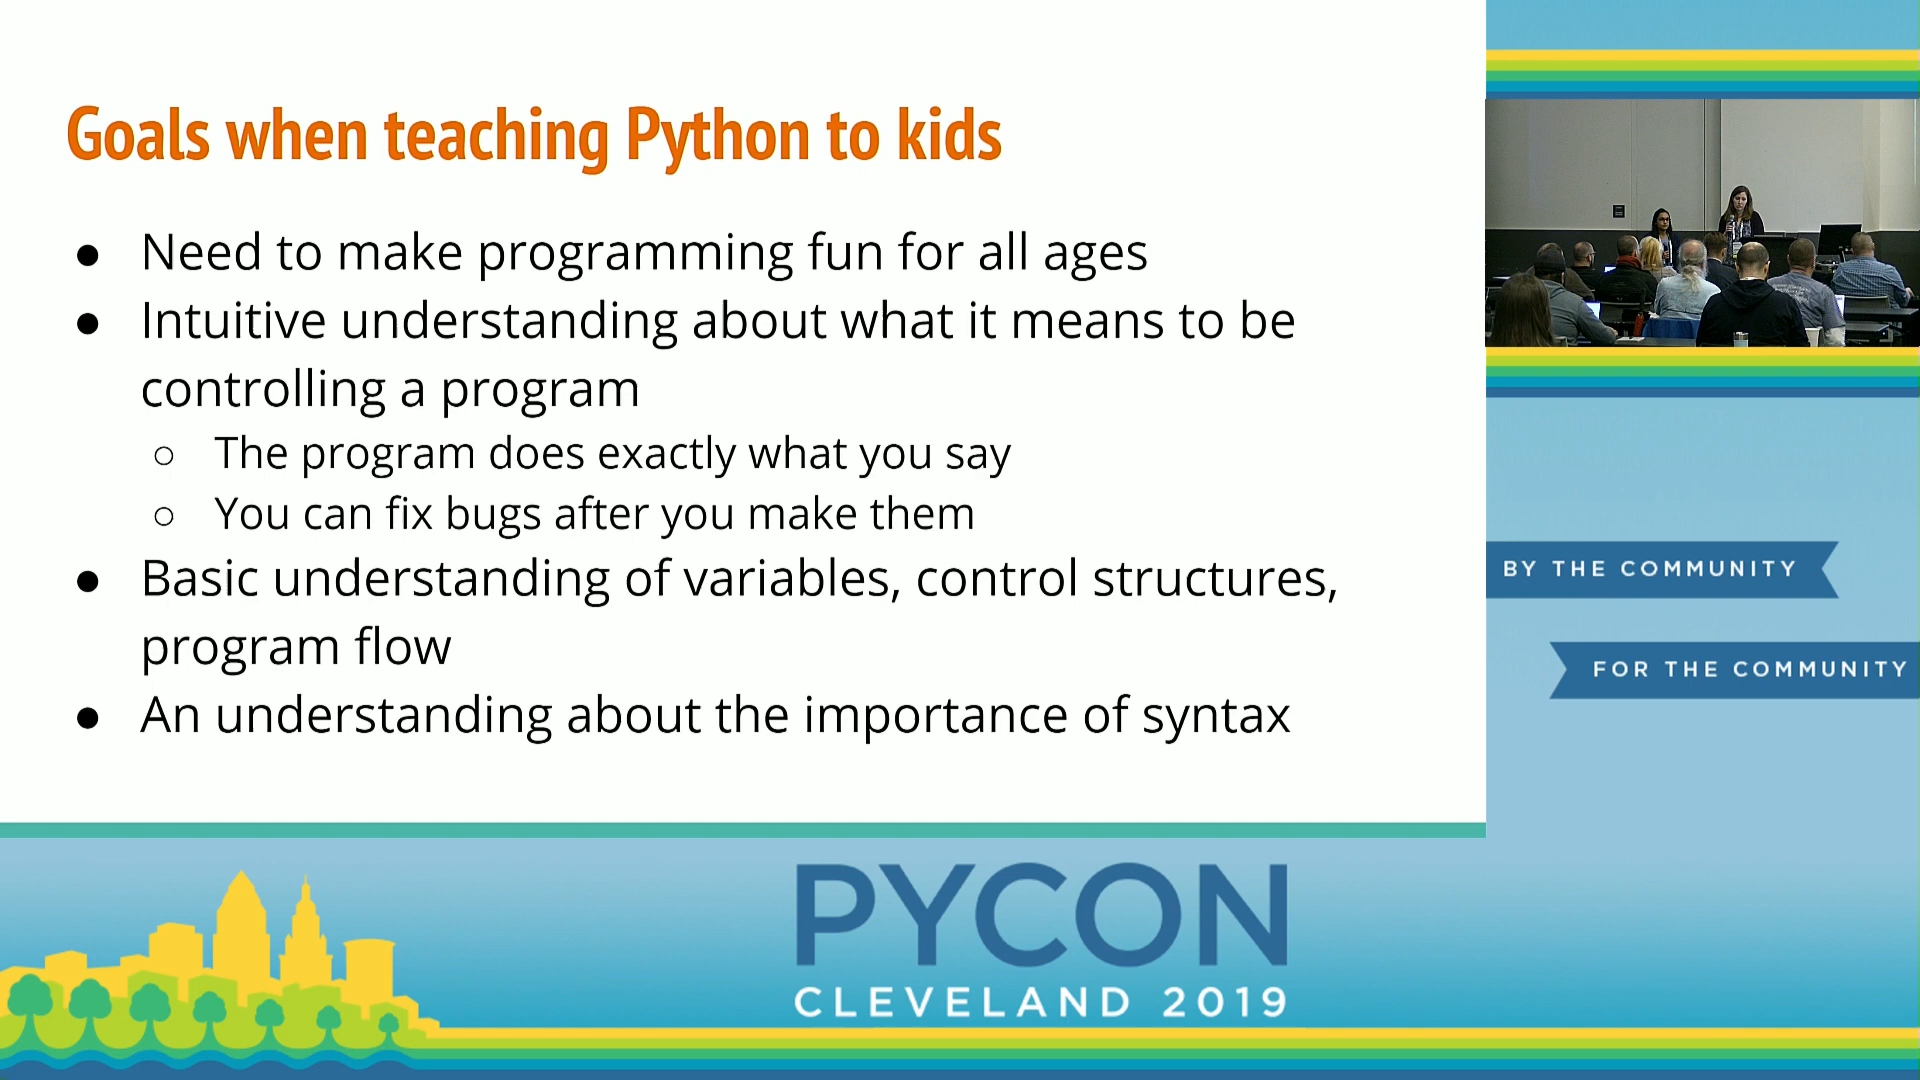 Goals when teaching Python to kids
● Need to make programming fun for all ages
● Intuitive understanding about what it means to be
controlling a program
○ The program does exactly what you say
○ You can fix bugs after you make them
● Basic understanding of variables, control structures,
program flow
● An understanding about the importance of syntax
BY THE COMMUNITY
FOR THE COMMUNITY
PYCON
CLEVELAND 2019